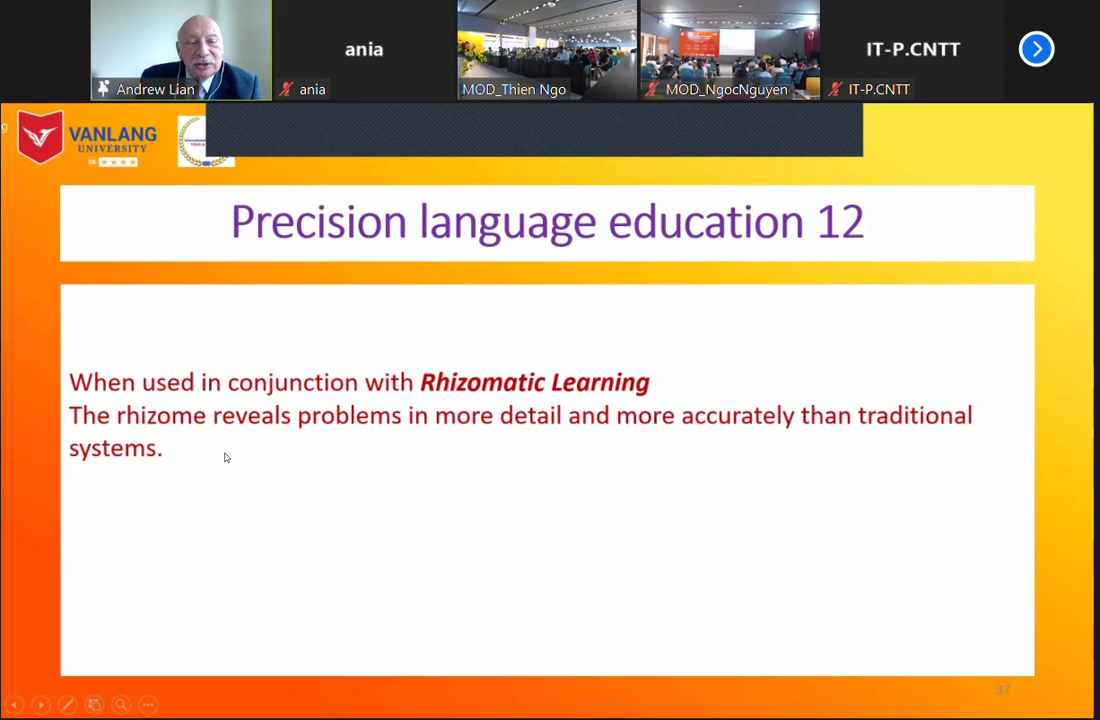 ania
IT-P.CNTT
Andrew Lian
ania
MOD_Thien Ngo
MOD_NgocNguyen
IT-P.CNTT
g
VANLANG
UNIVERSITY
Precision language education 12
When used in conjunction with Rhizomatic Learning
The rhizome reveals problems in more detail and more accurately than traditional
systems.
37